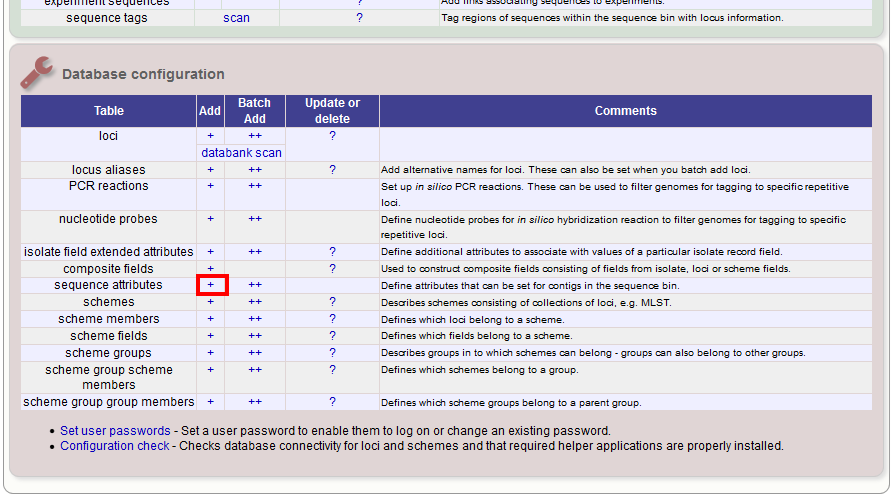 experiment sequences ? Add links associating sequences to experiments.
sequence tags scan ? Tag regions of sequences within the sequence bin with locus information.
Database configuration
Table Add Batch Add Update or delete Comments
loci + ++ ?
databank scan
locus aliases + ++ ? Add alternative names for loci. These can also be set when you batch add loci.
PCR reactions + ++ Set up in silico PCR reactions. These can be used to filter genomes for tagging to specific repetitive
loci.
nucleotide probes + ++ Define nucleotide probes for in silico hybridization reaction to filter genomes for tagging to specific
repetitive loci.
isolate field extended attributes + ++ ? Define additional attributes to associate with values of a particular isolate record field.
composite fields + ? Used to construct composite fields consisting of fields from isolate, loci or scheme fields.
sequence attributes + ++ Define attributes that can be set for contigs in the sequence bin.
schemes + ++ ? Describes schemes consisting of collections of loci, e.g. MLST.
scheme members + ++ ? Defines which loci belong to a scheme.
scheme fields + ++ ? Defines which fields belong to a scheme.
scheme groups + ++ ? Describes groups in to which schemes can belong - groups can also belong to other groups.
scheme group scheme + ++ ? Defines which schemes belong to a group.
members
scheme group group members + ++ ? Defines which scheme groups belong to a parent group.
• Set user passwords - Set a user password to enable them to log on or change an existing password.
• Configuration check - Checks database connectivity for loci and schemes and that required helper applications are properly installed.